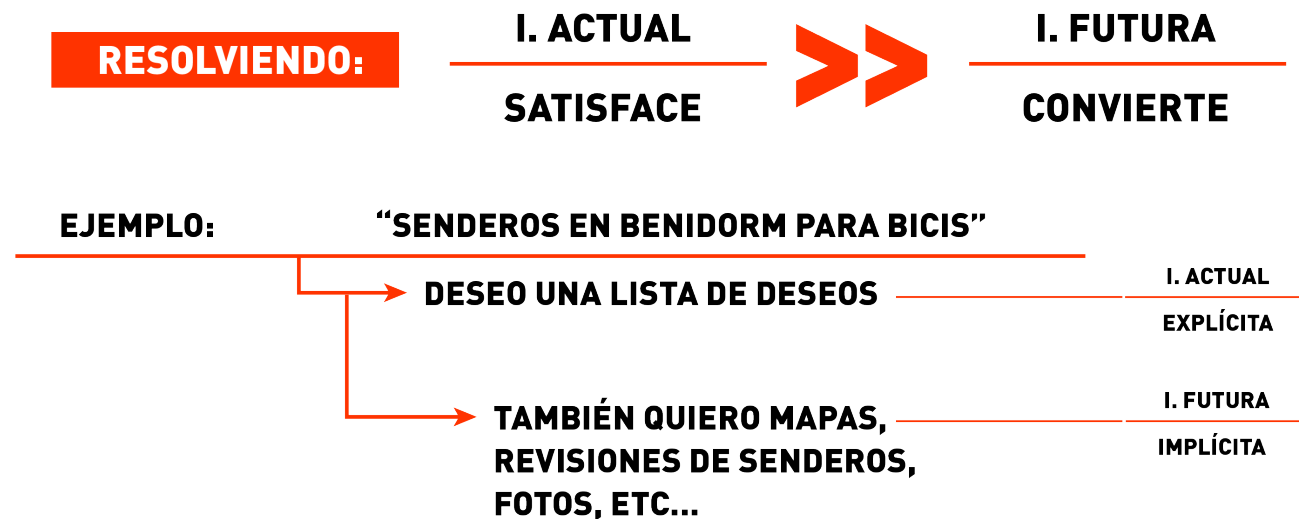 RESOLVIENDO:
I. ACTUAL
SATISFACE
>>
I. FUTURA
CONVIERTE
EJEMPLO:
“SENDEROS EN BENIDORM PARA BICIS”
DESEO UNA LISTA DE DESEOS
I. ACTUAL
EXPLÍCITA
TAMBIÉN QUIERO MAPAS,
REVISIONES DE SENDEROS,
FOTOS, ETC...
I. FUTURA
IMPLÍCITA